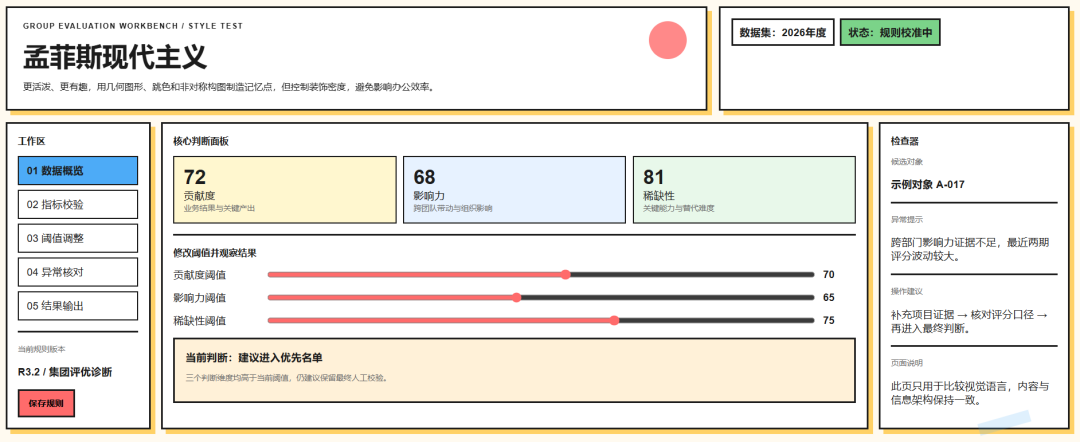 GROUP EVALUATION WORKBENCH / STYLE TEST
孟菲斯现代主义
更活泼、更有趣，用几何图形、跳色和非对称构图制造记忆点，但控制装饰密度，避免影响办公效率。
数据集：2026年度
状态：规则校准中
工作区
01 数据概览
02 指标校验
03 阈值调整
04 异常核对
05 结果输出
当前规则版本
R3.2 / 集团评优诊断
保存规则
核心判断面板
72
贡献度
业务结果与关键产出
68
影响力
跨团队带动与组织影响
81
稀缺性
关键能力与替代难度
修改阈值并观察结果
贡献度阈值 70
影响力阈值 65
稀缺性阈值 75
当前判断：建议进入优先名单
三个判断维度均高于当前阈值，仍建议保留最终人工校验。
检查器
候选对象
示例对象 A-017
异常提示
跨部门影响力证据不足，最近两期
评分波动较大。
操作建议
补充项目证据 → 核对评分口径 →
再进入最终判断。
页面说明
此页只用于比较视觉语言，内容与
信息架构保持一致。